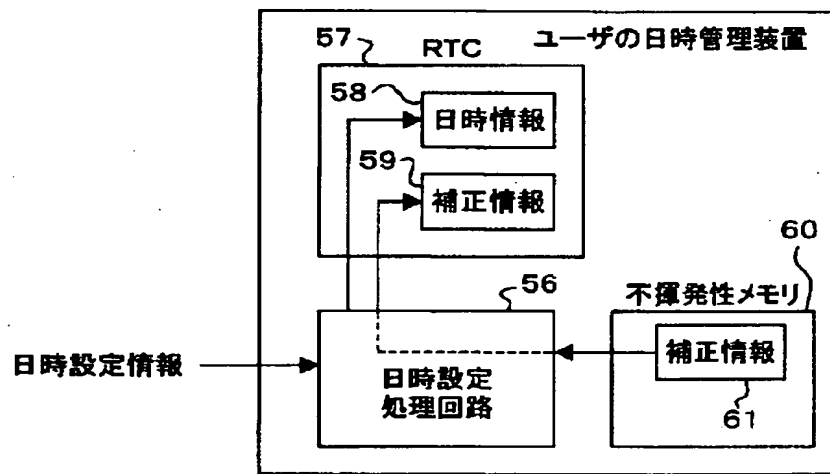 57
RTC
ユーザの日時管理装置
58
日時情報
59
補正情報
60
56
不揮発性メモリ
日時設定情報
補正情報
日時設定
処理回路
61